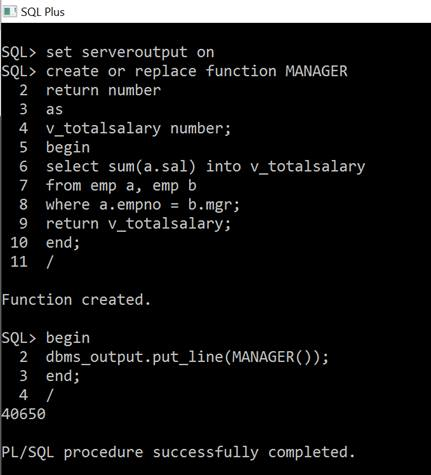 SQL Plus
SQL> set serveroutput on
SQL> create or replace function MANAGER
2 return number
3 as
4 v_totalsalary number;
5 begin
6 select sum(a.sal) into v_totalsalary
7 from emp a, emp b
8 where a.empno = b.mgr;
9 return v_totalsalary;
10 end;
11 /
Function created.
SQL> begin
2 dbms_output.put_line(MANAGER());
3 end;
4 /
40650
PL/SQL procedure successfully completed.